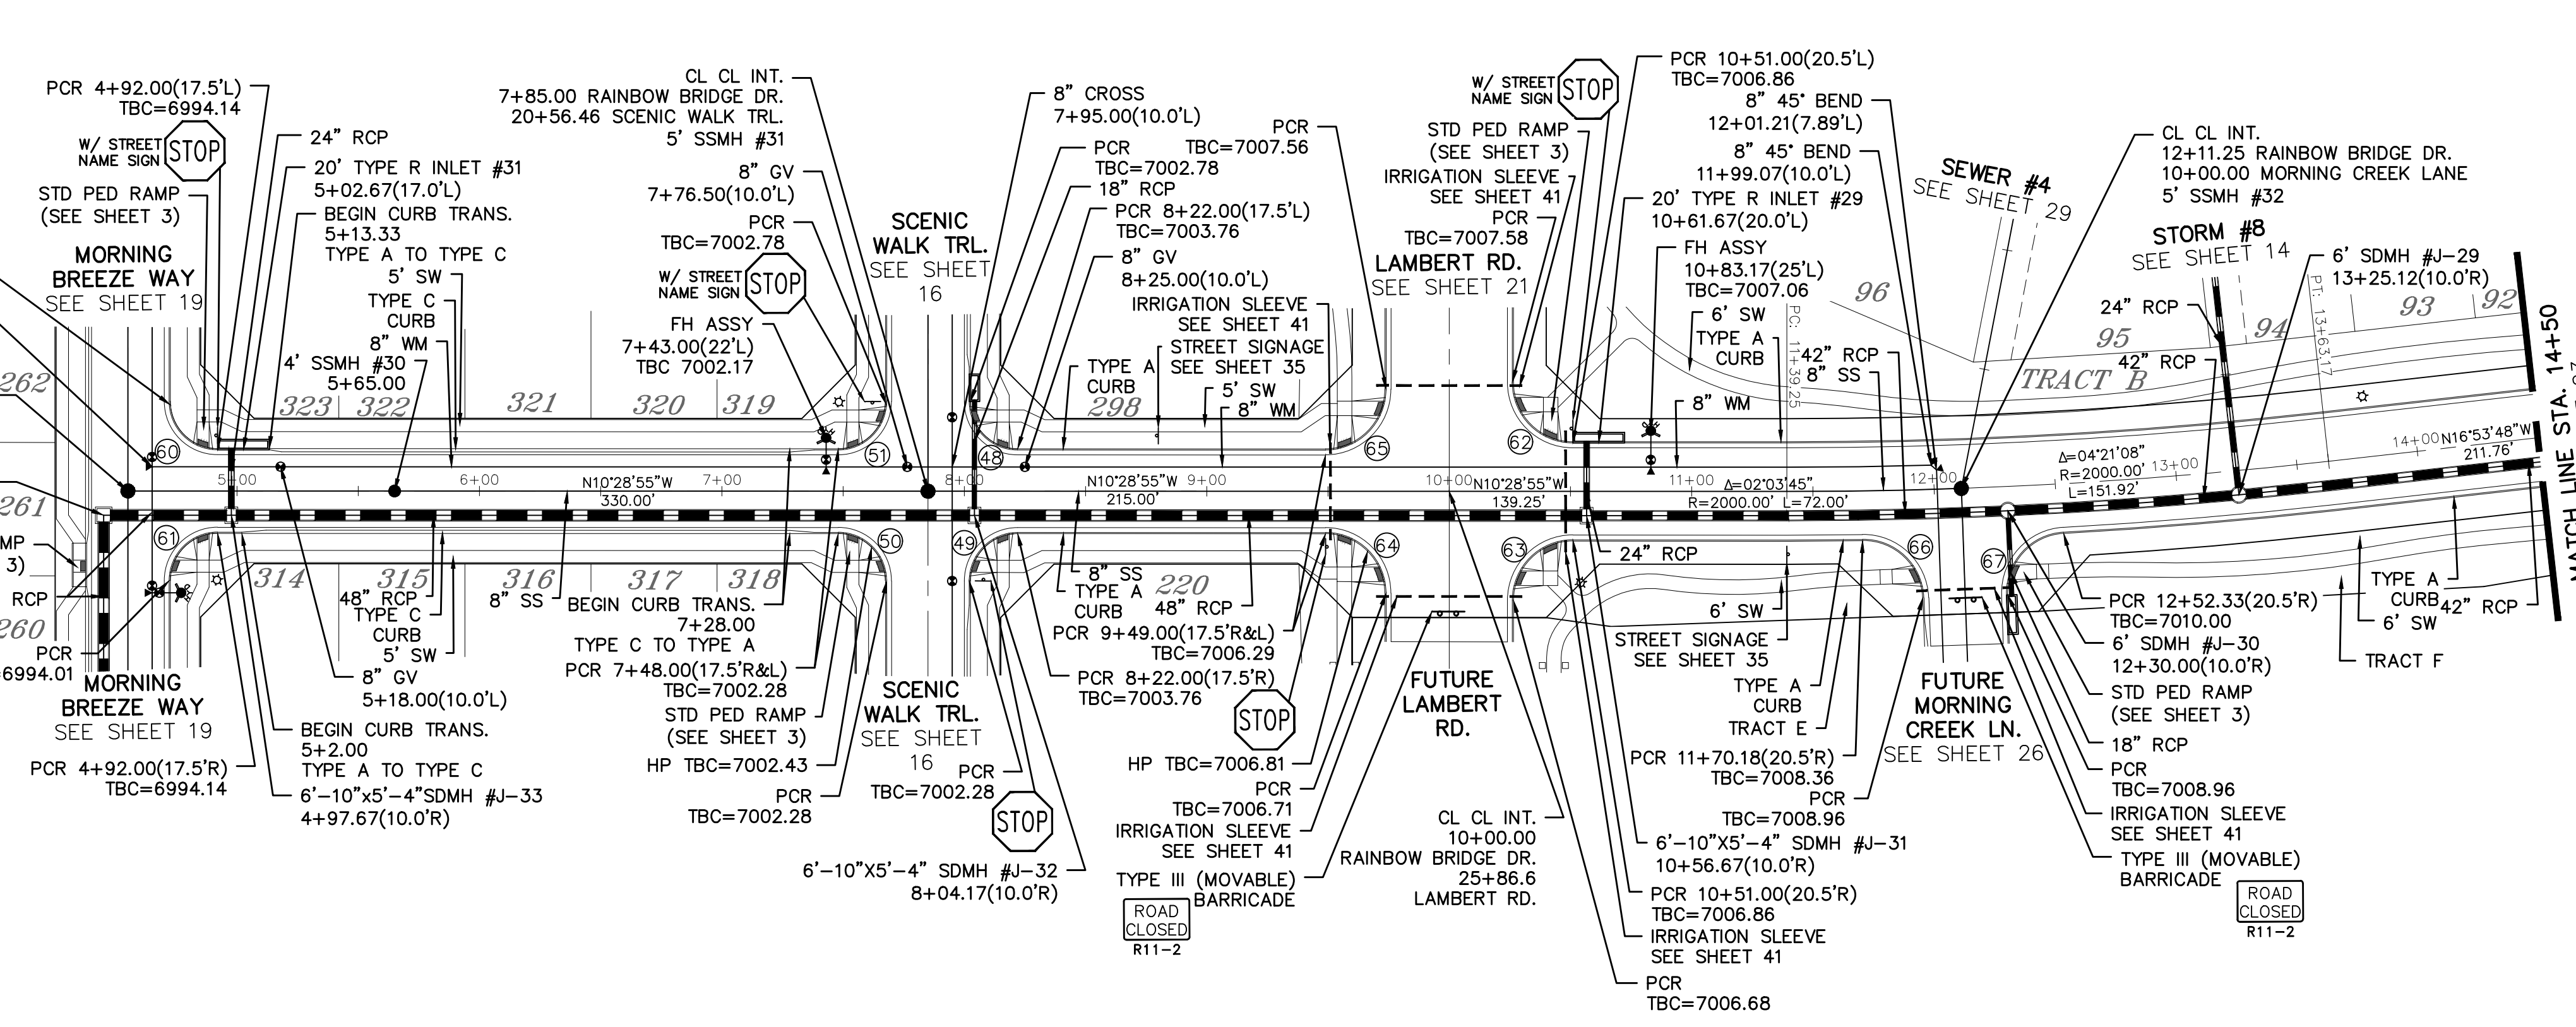 PCR 4+92.00(17.5'L)
TBC=6994.14
W/ STREET
NAME SIGN
STOP
STD PED RAMP
(SEE SHEET 3)
MORNING
BREEZE WAY
SEE SHEET 19
24" RCP
20' TYPE R INLET #31
5+02.67(17.0'L)
BEGIN CURB TRANS.
5+13.33
TYPE A TO TYPE C
5' SW
TYPE C
CURB
8" WM
4' SSMH #30
5+65.00
CL CL INT.
7+85.00 RAINBOW BRIDGE DR.
20+56.46 SCENIC WALK TRL.
5' SSMH #31
8" GV
7+76.50(10.0'L)
PCR
TBC=7002.78
W/ STREET
NAME SIGN
STOP
FH ASSY
7+43.00(22'L)
TBC 7002.17
SCENIC
WALK TRL.
SEE SHEET
16
8" CROSS
7+95.00(10.0'L)
PCR
TBC=7002.78
18" RCP
PCR 8+22.00(17.5'L)
TBC=7003.76
8" GV
8+25.00(10.0'L)
IRRIGATION SLEEVE
SEE SHEET 41
STREET SIGNAGE
SEE SHEET 35
TYPE A
CURB
5' SW
8" WM
PCR
TBC=7007.56
W/ STREET
NAME SIGN
STOP
STD PED RAMP
(SEE SHEET 3)
IRRIGATION SLEEVE
SEE SHEET 41
PCR
TBC=7007.58
LAMBERT RD.
SEE SHEET 21
PCR 10+51.00(20.5'L)
TBC=7006.86
8" 45° BEND
12+01.21(7.89'L)
8" 45° BEND
11+99.07(10.0'L)
20' TYPE R INLET #29
10+61.67(20.0'L)
FH ASSY
10+83.17(25'L)
TBC=7007.06
6' SW
TYPE A
CURB
PC: 11+39.25
42" RCP
8" SS
8" WM
SEWER #4
SEE SHEET 29
CL CL INT.
12+11.25 RAINBOW BRIDGE DR.
10+00.00 MORNING CREEK LANE
5' SSMH #32
STORM #8
SEE SHEET 14
6' SDMH #J-29
13+25.12(10.0'R)
24" RCP
42" RCP
PT: 13+63.17
MATCH LINE STA. 14+50
262
323
322
321
320
319
298
96
95
94
93
92
TRACT B
60
51
48
65
62
5+00
6+00
7+00
8+00
9+00
10+00
11+00
12+00
13+00
14+00
N10°28'55"W
330.00'
N10°28'55"W
215.00'
N10°28'55"W
139.25'
Δ=02°03'45"
R=2000.00' L=72.00'
Δ=04°21'08"
R=2000.00'
L=151.92'
N16°53'48"W
211.76'
261
260
61
50
49
64
63
66
67
314
315
316
317
318
220
3)
RCP
PCR
MORNING
BREEZE WAY
SEE SHEET 19
PCR 4+92.00(17.5'R)
TBC=6994.14
48" RCP
TYPE C
CURB
5' SW
8" GV
5+18.00(10.0'L)
BEGIN CURB TRANS.
5+2.00
TYPE A TO TYPE C
6'-10"x5'-4"SDMH #J-33
4+97.67(10.0'R)
8" SS
BEGIN CURB TRANS.
7+28.00
TYPE C TO TYPE A
PCR 7+48.00(17.5'R&L)
TBC=7002.28
STD PED RAMP
(SEE SHEET 3)
HP TBC=7002.43
PCR
TBC=7002.28
SCENIC
WALK TRL.
SEE SHEET
16
PCR
TBC=7002.28
STOP
6'-10"X5'-4" SDMH #J-32
8+04.17(10.0'R)
8" SS
TYPE A
CURB
48" RCP
PCR 9+49.00(17.5'R&L)
TBC=7006.29
PCR 8+22.00(17.5'R)
TBC=7003.76
STOP
HP TBC=7006.81
PCR
TBC=7006.71
IRRIGATION SLEEVE
SEE SHEET 41
TYPE III (MOVABLE)
BARRICADE
ROAD
CLOSED
R11-2
FUTURE
LAMBERT
RD.
CL CL INT.
10+00.00
RAINBOW BRIDGE DR.
25+86.6
LAMBERT RD.
24" RCP
6' SW
STREET SIGNAGE
SEE SHEET 35
TYPE A
CURB
TRACT E
PCR 11+70.18(20.5'R)
TBC=7008.36
PCR
TBC=7008.96
6'-10"X5'-4" SDMH #J-31
10+56.67(10.0'R)
PCR 10+51.00(20.5'R)
TBC=7006.86
IRRIGATION SLEEVE
SEE SHEET 41
PCR
TBC=7006.68
FUTURE
MORNING
CREEK LN.
SEE SHEET 26
PCR 12+52.33(20.5'R)
TBC=7010.00
6' SDMH #J-30
12+30.00(10.0'R)
STD PED RAMP
(SEE SHEET 3)
18" RCP
PCR
TBC=7008.96
IRRIGATION SLEEVE
SEE SHEET 41
TYPE III (MOVABLE)
BARRICADE
ROAD
CLOSED
R11-2
TYPE A
CURB
42" RCP
6' SW
TRACT F